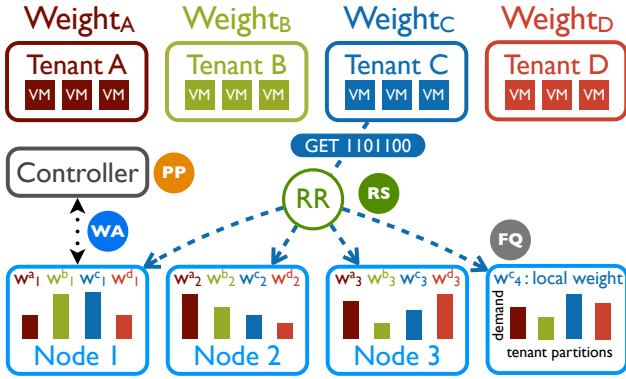 WeightA WeightB WeightC WeightD
Tenant A Tenant B Tenant C Tenant D
VM VM VM VM VM VM VM VM VM VM VM VM
GET 1101100
Controller PP
RR RS
WA FQ
wa1 wb1 wc1 wd1 wa2 wb2 wc2 wd2 wa3 wb3 wc3 wd3 wc4 : local weight
demand
Node 1 Node 2 Node 3 tenant partitions